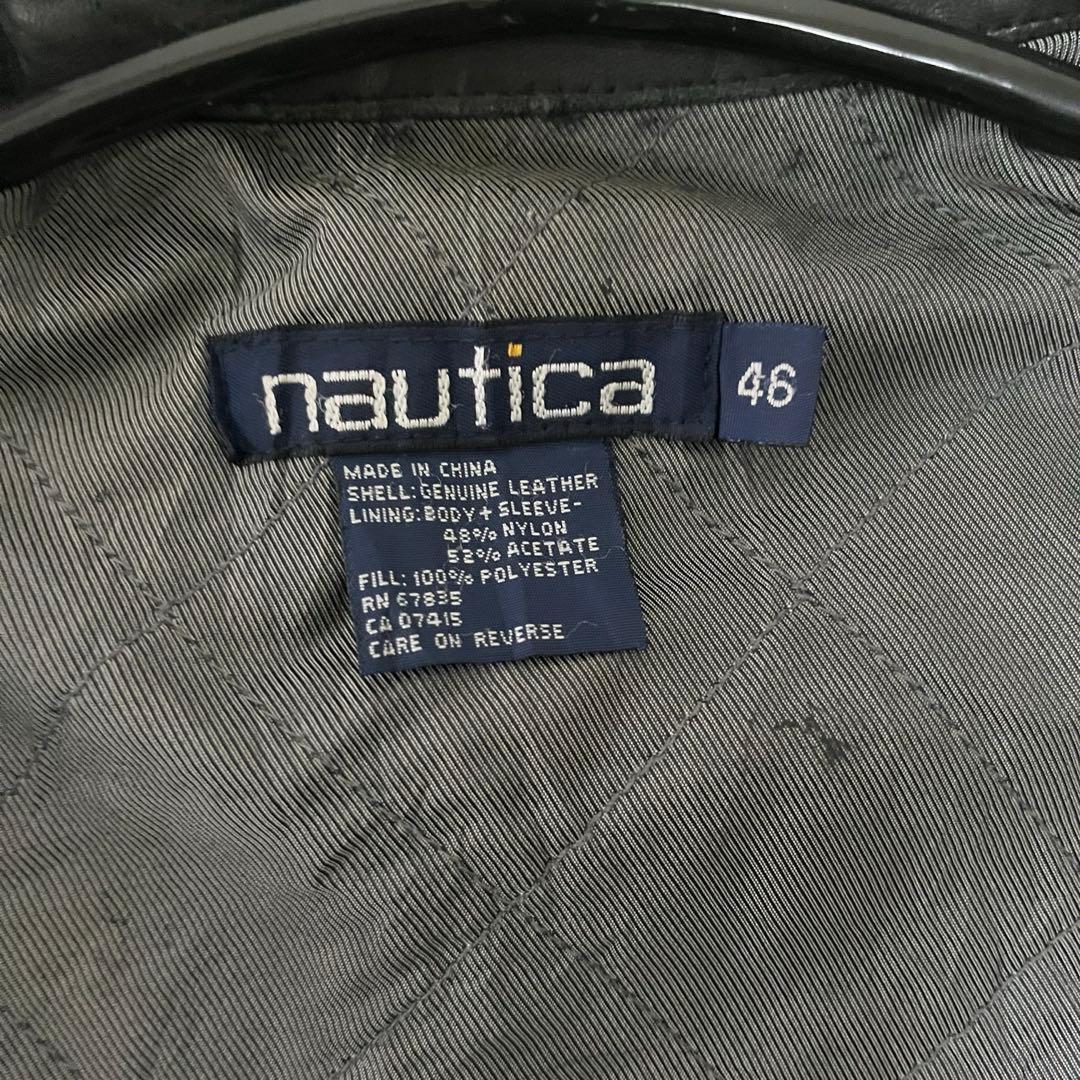 nautica
46
MADE IN CHINA
SHELL: GENUINE LEATHER
LINING: BODY + SLEEVE-
48% NYLON
52% ACETATE
FILL: 100% POLYESTER
RN 67835
CA 07415
CARE ON REVERSE